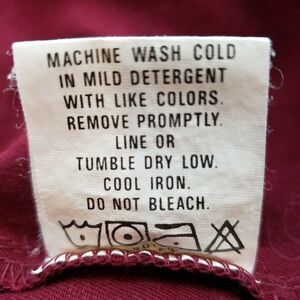 MACHINE WASH COLD
IN MILD DETERGENT
WITH LIKE COLORS.
REMOVE PROMPTLY.
LINE OR
TUMBLE DRY LOW.
COOL IRON.
DO NOT BLEACH.